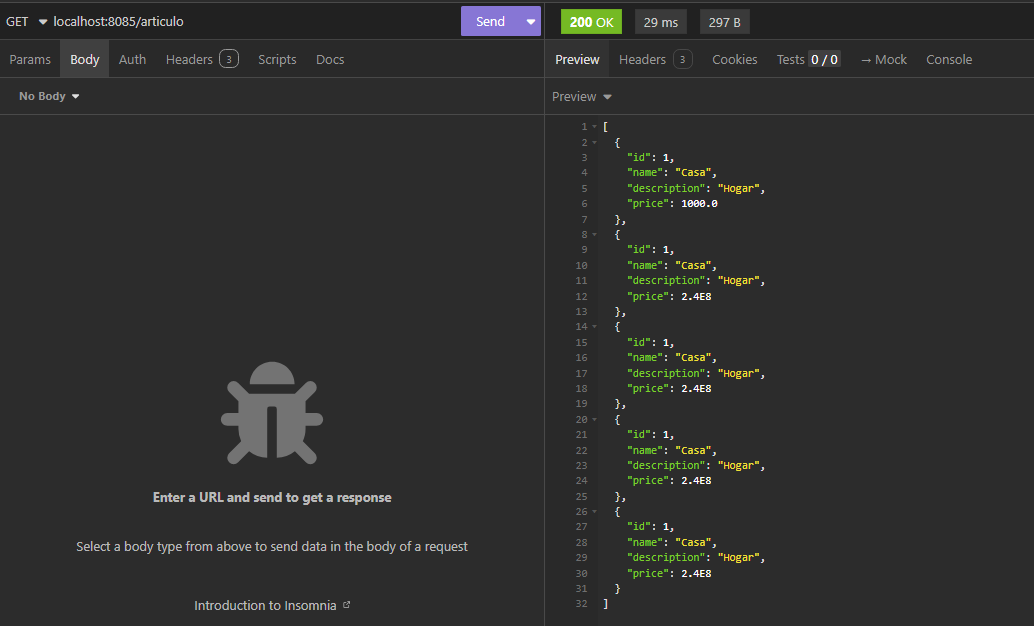 GET localhost:8085/articulo Send
200 OK 29 ms 297 B
Params Body Auth Headers 3 Scripts Docs
Preview Headers 3 Cookies Tests 0 / 0 → Mock Console
No Body
Preview
Enter a URL and send to get a response
Select a body type from above to send data in the body of a request
Introduction to Insomnia
1 [
2 {
3 "id": 1,
4 "name": "Casa",
5 "description": "Hogar",
6 "price": 1000.0
7 },
8 {
9 "id": 1,
10 "name": "Casa",
11 "description": "Hogar",
12 "price": 2.4E8
13 },
14 {
15 "id": 1,
16 "name": "Casa",
17 "description": "Hogar",
18 "price": 2.4E8
19 },
20 {
21 "id": 1,
22 "name": "Casa",
23 "description": "Hogar",
24 "price": 2.4E8
25 },
26 {
27 "id": 1,
28 "name": "Casa",
29 "description": "Hogar",
30 "price": 2.4E8
31 }
32 ]